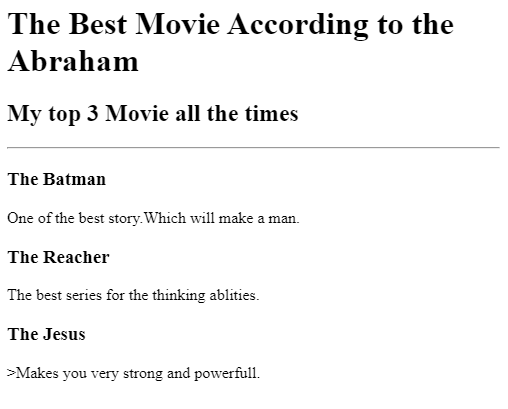 The Best Movie According to the
Abraham
My top 3 Movie all the times
The Batman
One of the best story.Which will make a man.
The Reacher
The best series for the thinking ablities.
The Jesus
>Makes you very strong and powerfull.